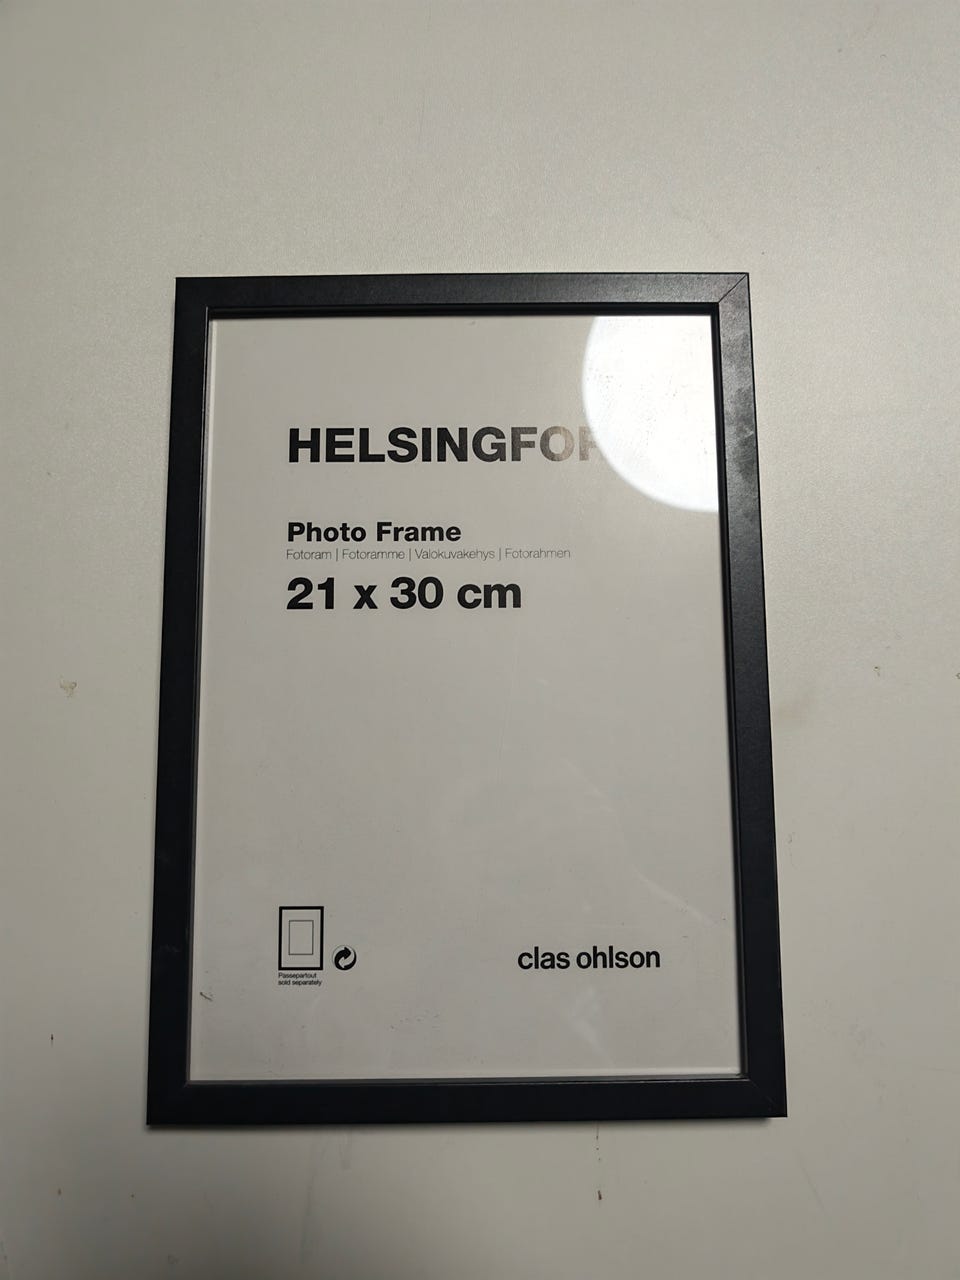 HELSINGFOR
Photo Frame
Fotoram | Fotoramme | Valokuvakehys | Fotorahmen
21 x 30 cm
Passepartout
sold separately
clas ohlson